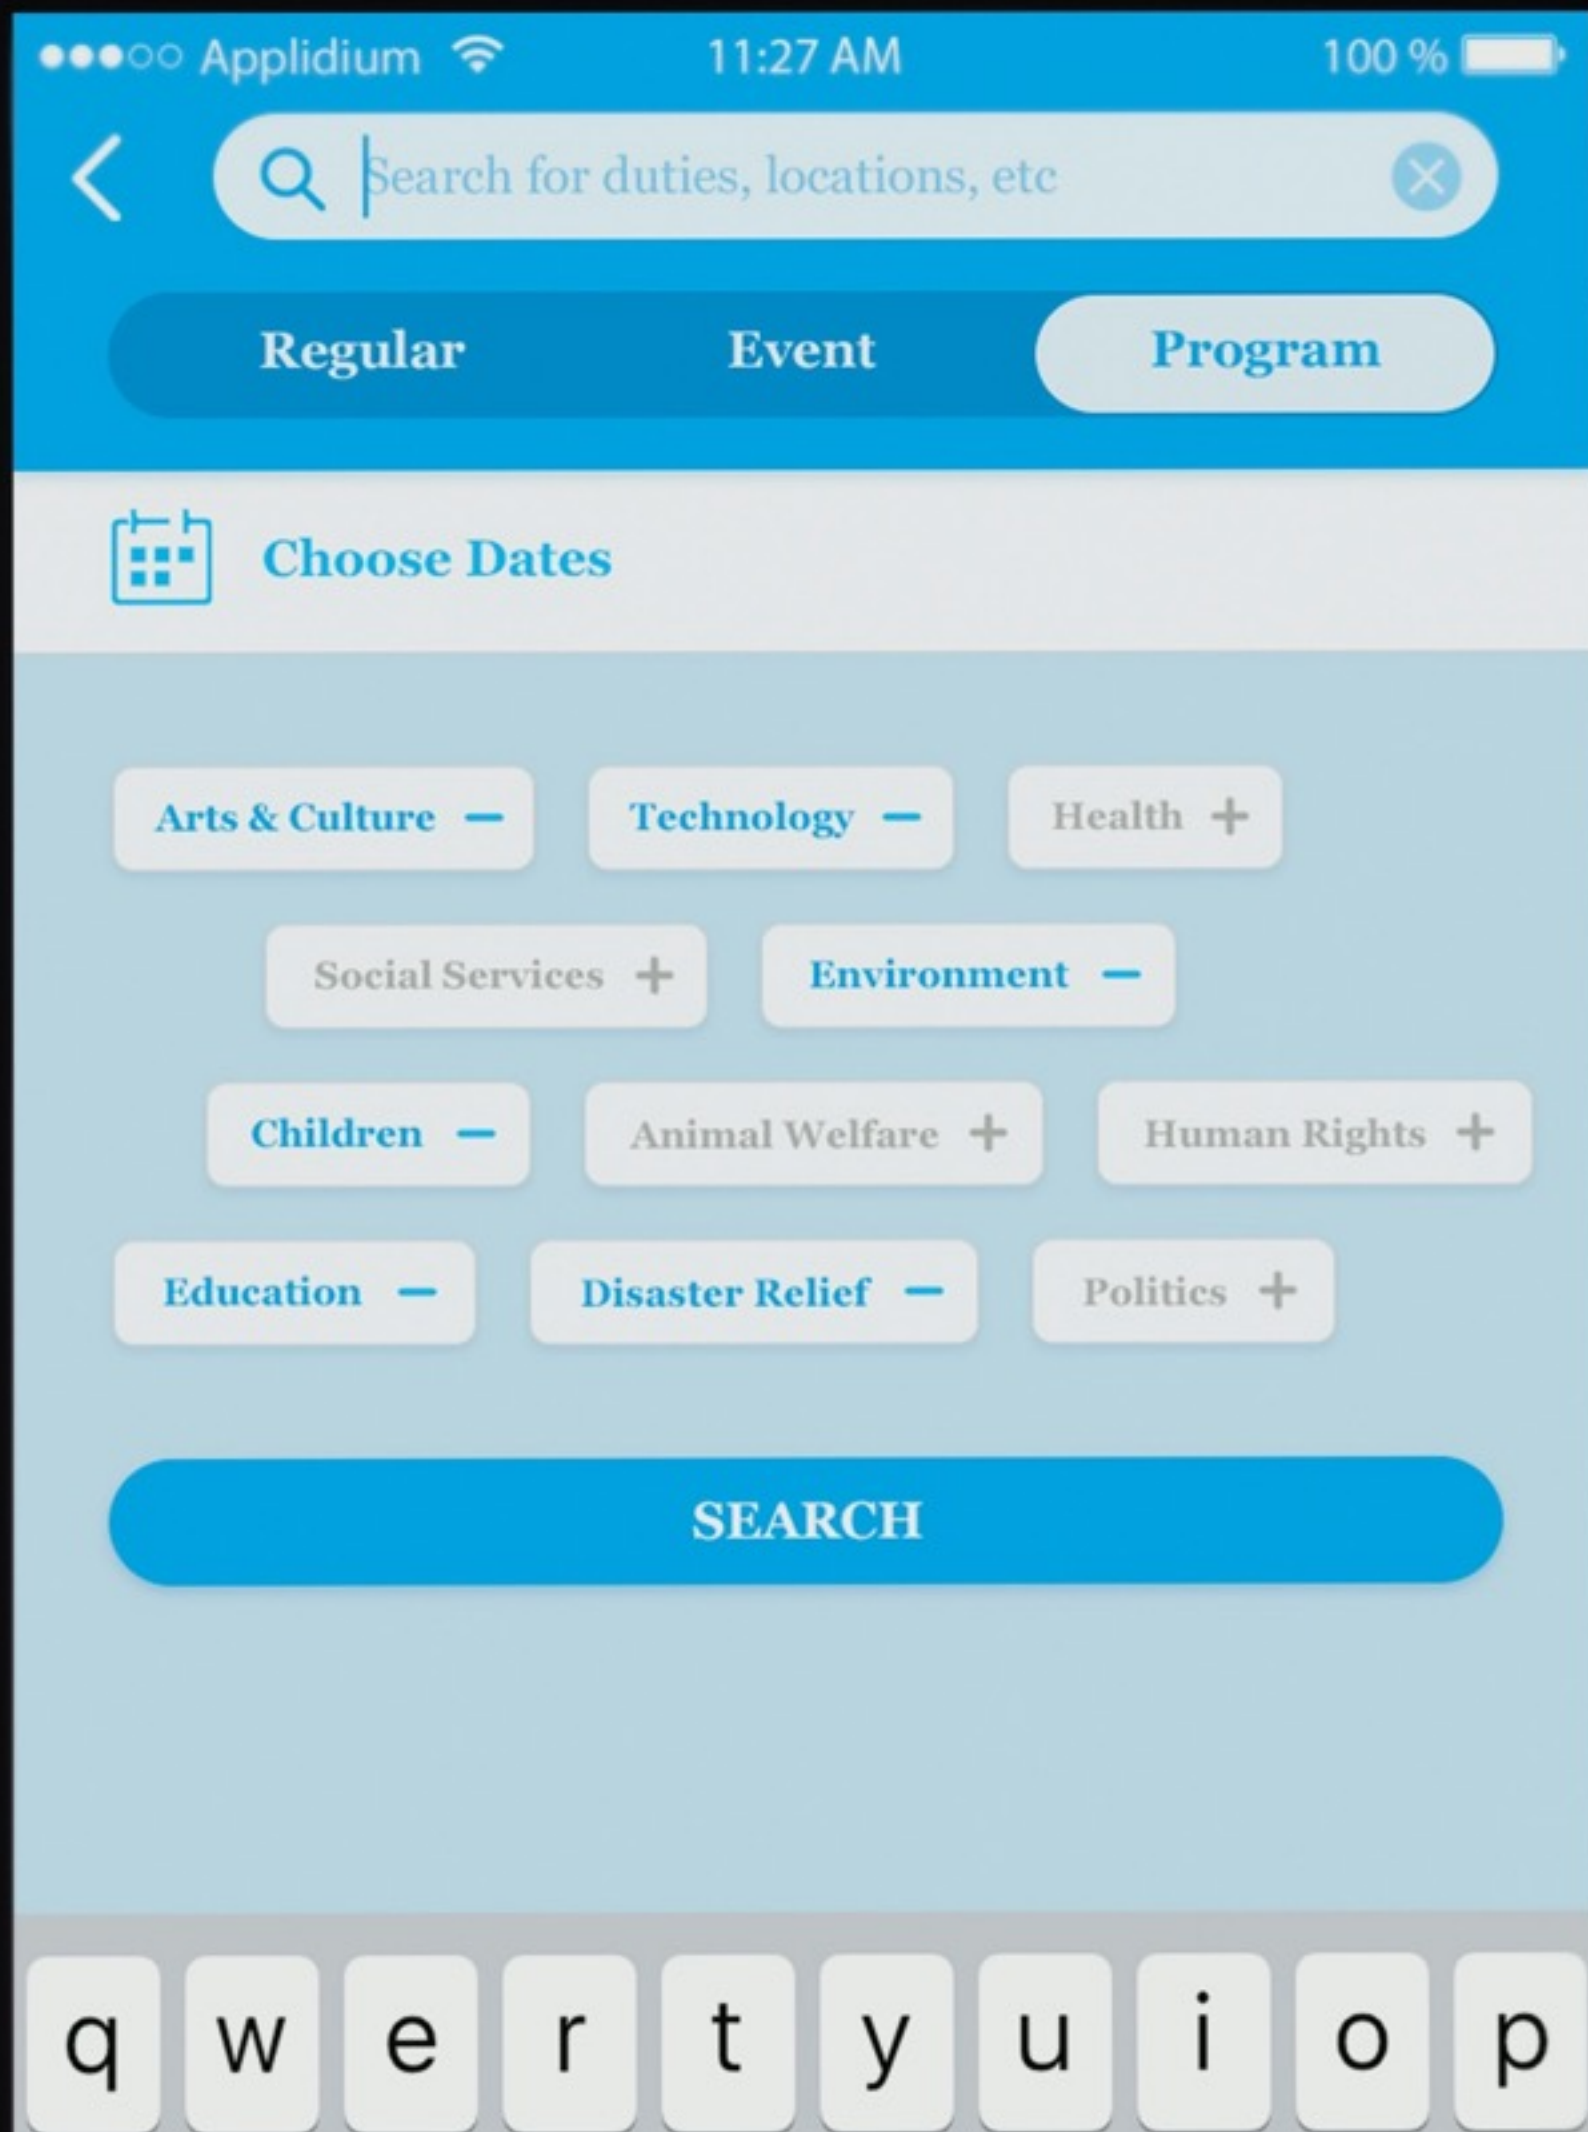 Applidium 11:27 AM 100 %
Search for duties, locations, etc
Regular Event Program
Choose Dates
Arts & Culture Technology Health
Social Services Environment
Children Animal Welfare Human Rights
Education Disaster Relief Politics
SEARCH
q w e r t y u i o p